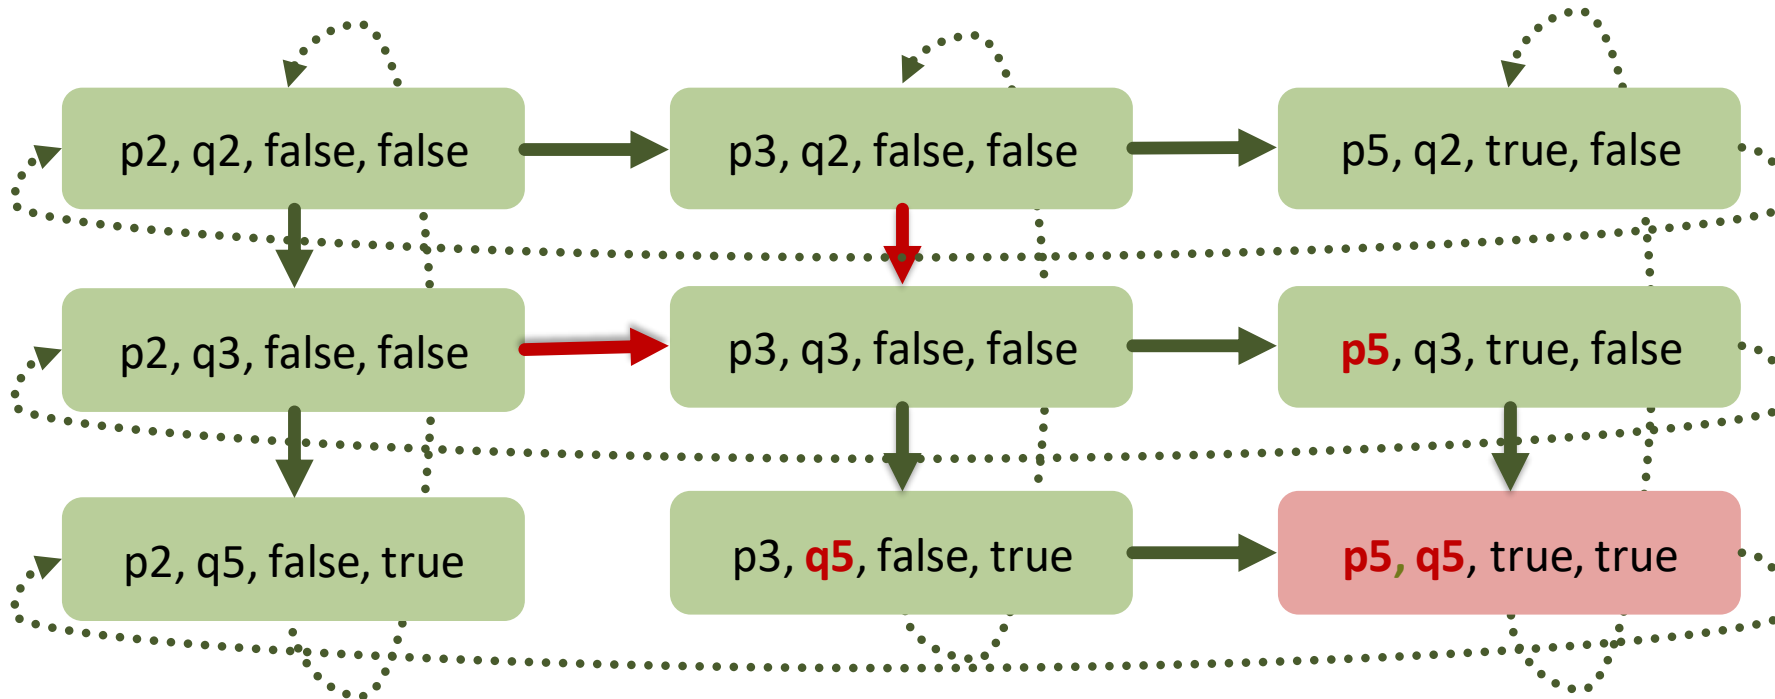 p2, q2, false, false
p3, q2, false, false
p5, q2, true, false
p2, q3, false, false
p3, q3, false, false
p5, q3, true, false
p2, q5, false, true
p3, q5, false, true
p5, q5, true, true